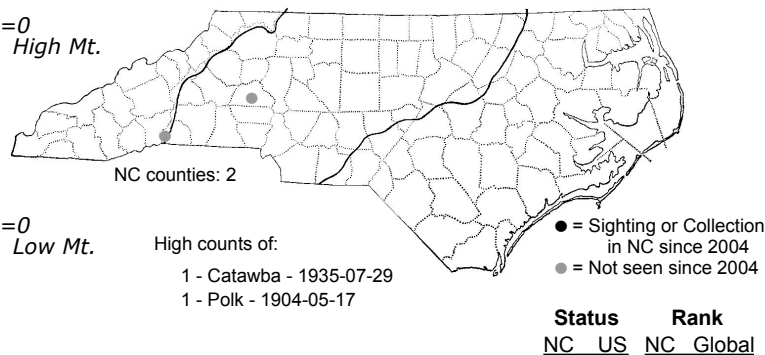 =0
High Mt.
NC counties: 2
=0
Low Mt.
High counts of:
1 - Catawba - 1935-07-29
1 - Polk - 1904-05-17
● = Sighting or Collection
in NC since 2004
● = Not seen since 2004
Status Rank
NC US NC Global